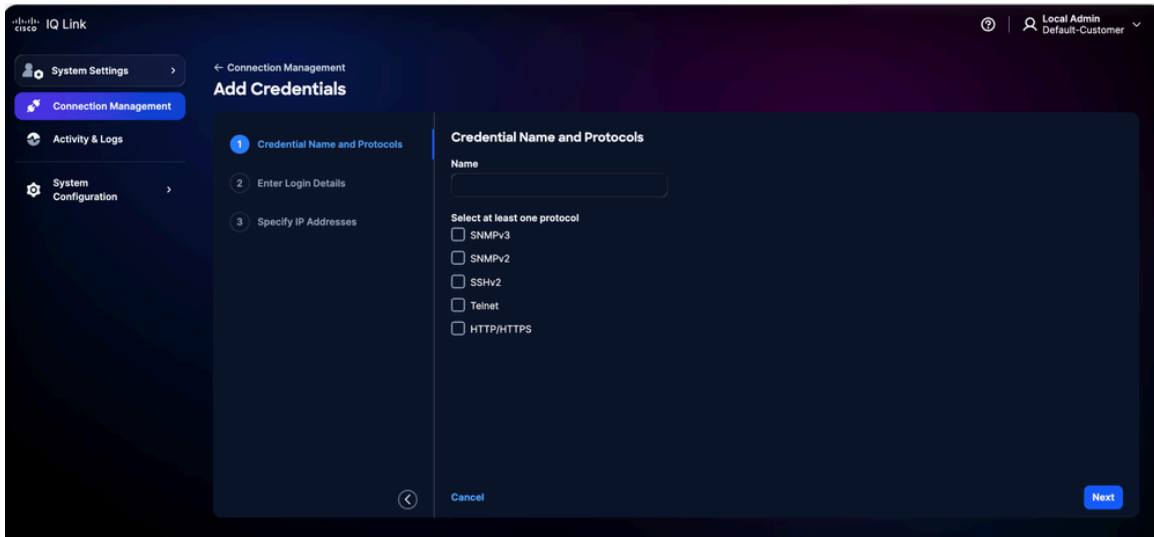 cisco IQ Link
Local Admin
Default-Customer
System Settings
Connection Management
Activity & Logs
System
Configuration
← Connection Management
Add Credentials
1 Credential Name and Protocols
2 Enter Login Details
3 Specify IP Addresses
Credential Name and Protocols
Name
Select at least one protocol
SNMPv3
SNMPv2
SSHv2
Telnet
HTTP/HTTPS
Cancel
Next